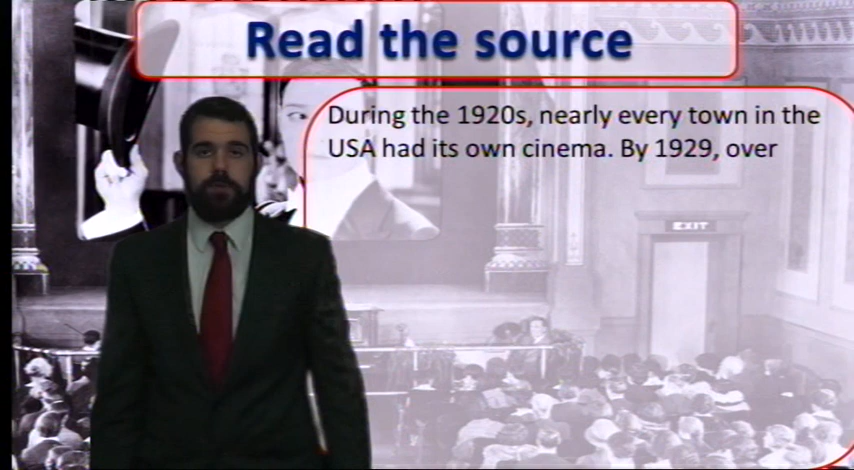 Read the source
During the 1920s, nearly every town in the
USA had its own cinema. By 1929, over
EXIT